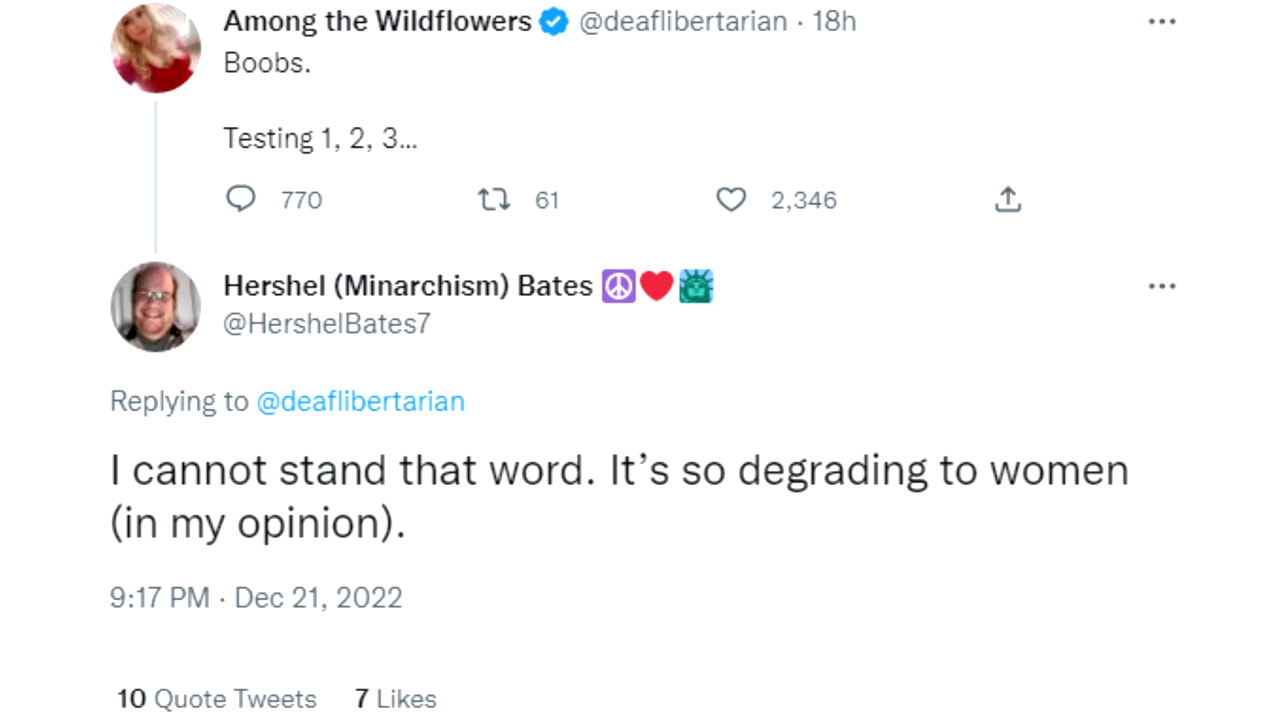 Among the Wildflowers @deaflibertarian · 18h
Boobs.
Testing 1, 2, 3...
770 61 2,346
Hershel (Minarchism) Bates ☮️❤️🗽
@HershelBates7
Replying to @deaflibertarian
I cannot stand that word. It’s so degrading to women
(in my opinion).
9:17 PM · Dec 21, 2022
10 Quote Tweets 7 Likes